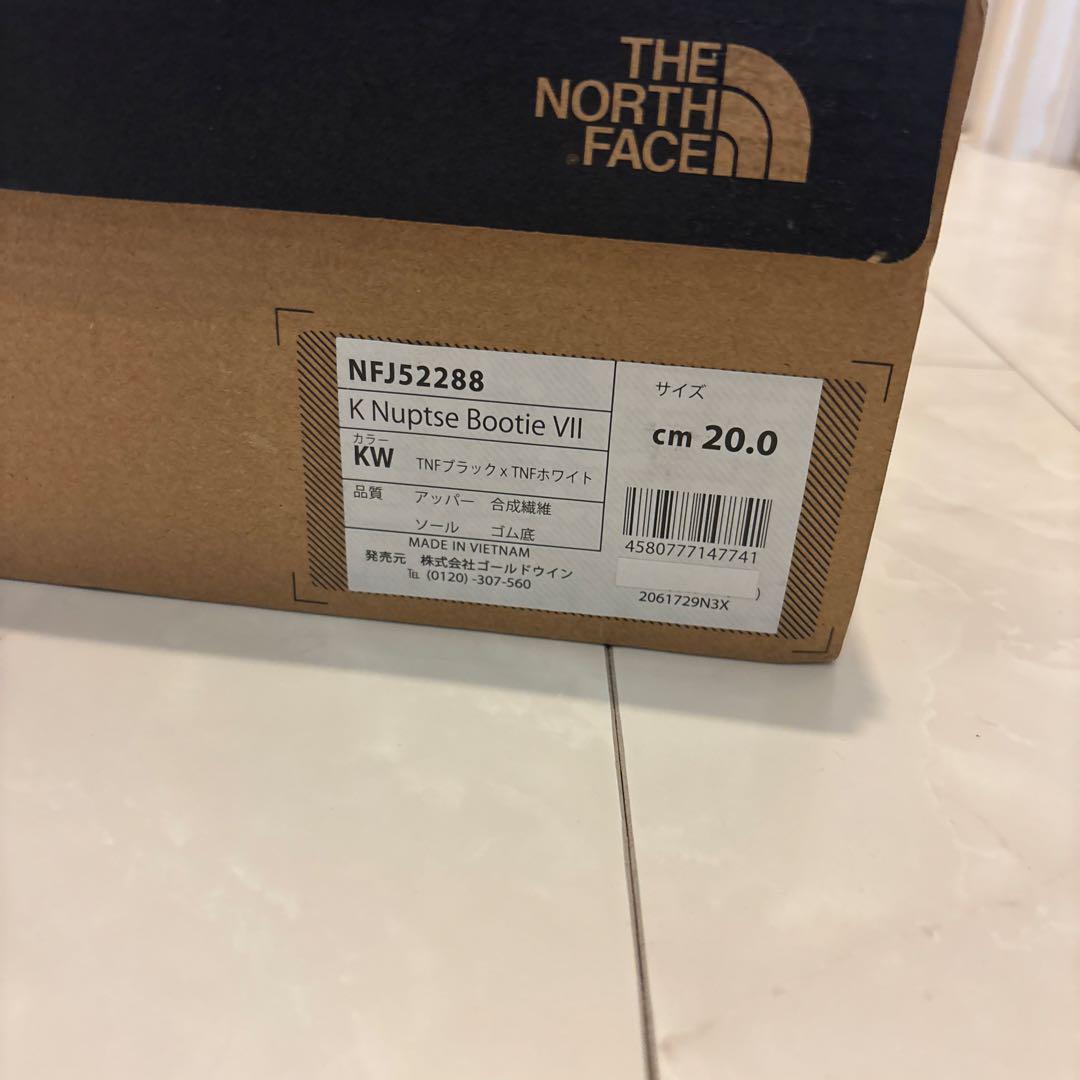 THE
NORTH
FACE
NFJ52288
K Nuptse Bootie VII
カラー
KW TNFブラック x TNFホワイト
品質 アッパー 合成繊維
ソール ゴム底
MADE IN VIETNAM
発売元 株式会社ゴールドウイン
℡ (0120) -307-560
サイズ
cm 20.0
4580777147741
)
2061729N3X